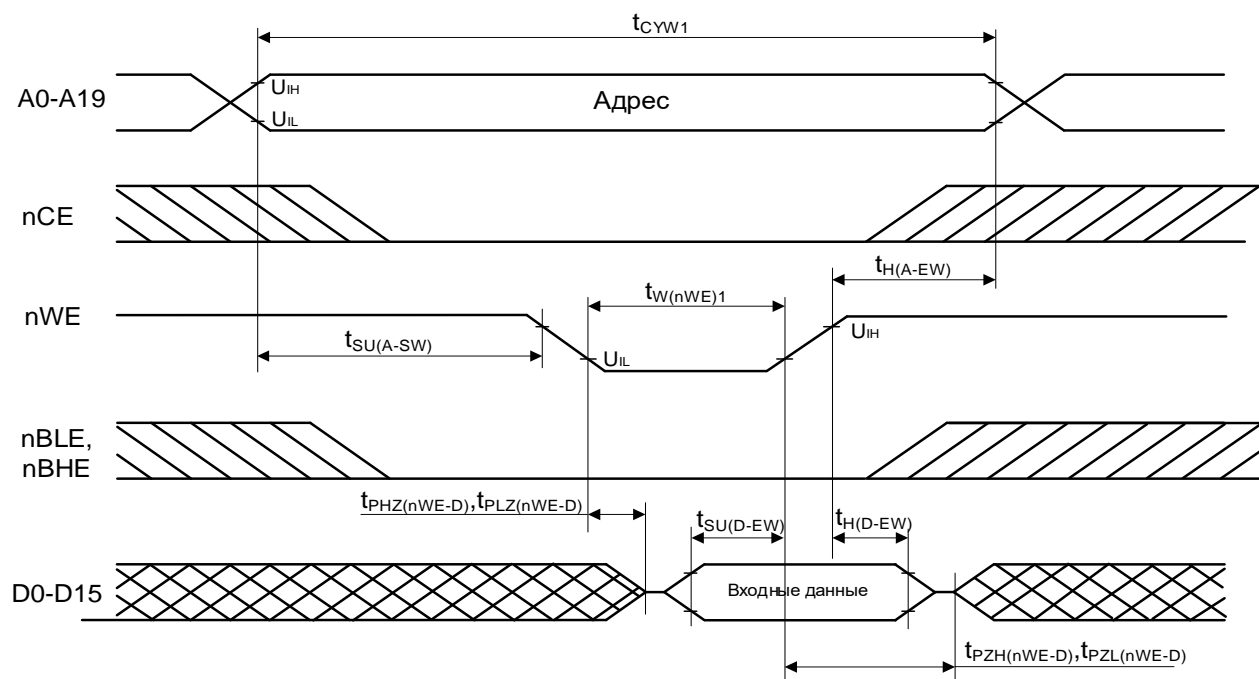 tCYW1
A0-A19
UIH
UIL
Адрес
nCE
tH(A-EW)
tW(nWE)1
nWE
UIH
tSU(A-SW)
UIL
nBLE,
nBHE
tPHZ(nWE-D),tPLZ(nWE-D)
tSU(D-EW)
tH(D-EW)
D0-D15
Входные данные
tPZH(nWE-D),tPZL(nWE-D)